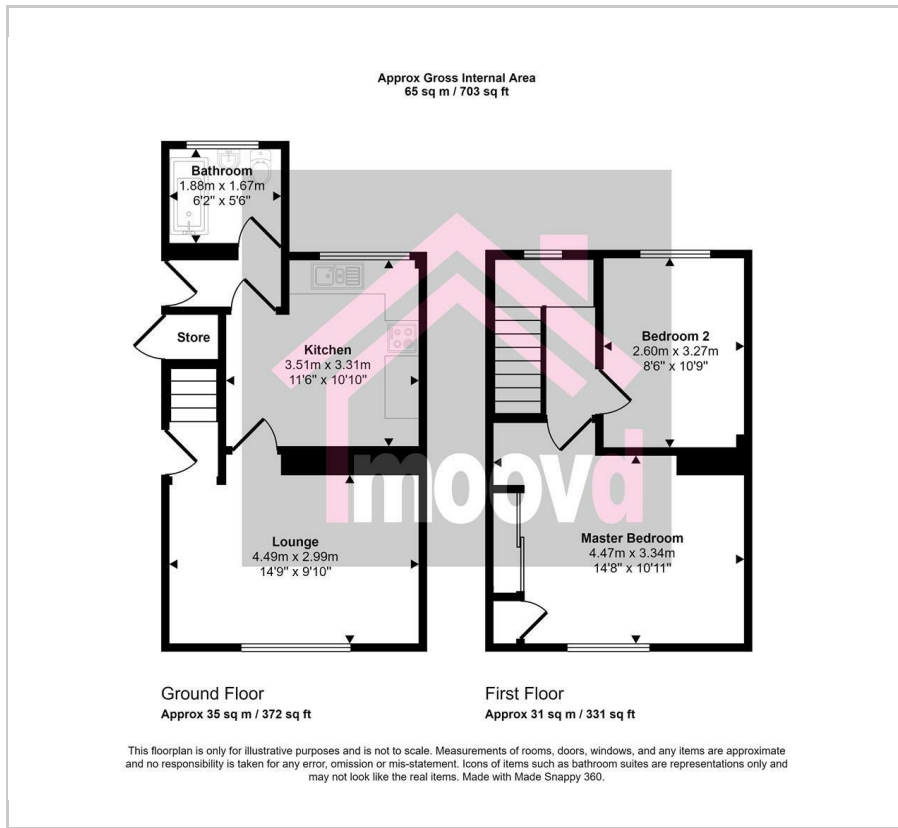 Approx Gross Internal Area
65 sq m / 703 sq ft
Bathroom
1.88m x 1.67m
6'2" x 5'6"
Store
Kitchen
3.51m x 3.31m
11'6" x 10'10"
Bedroom 2
2.60m x 3.27m
8'6" x 10'9"
moovd
Lounge
4.49m x 2.99m
14'9" x 9'10"
Master Bedroom
4.47m x 3.34m
14'8" x 10'11"
Ground Floor
Approx 35 sq m / 372 sq ft
First Floor
Approx 31 sq m / 331 sq ft
This floorplan is only for illustrative purposes and is not to scale. Measurements of rooms, doors, windows, and any items are approximate
and no responsibility is taken for any error, omission or mis-statement. Icons of items such as bathroom suites are representations only and
may not look like the real items. Made with Made Snappy 360.